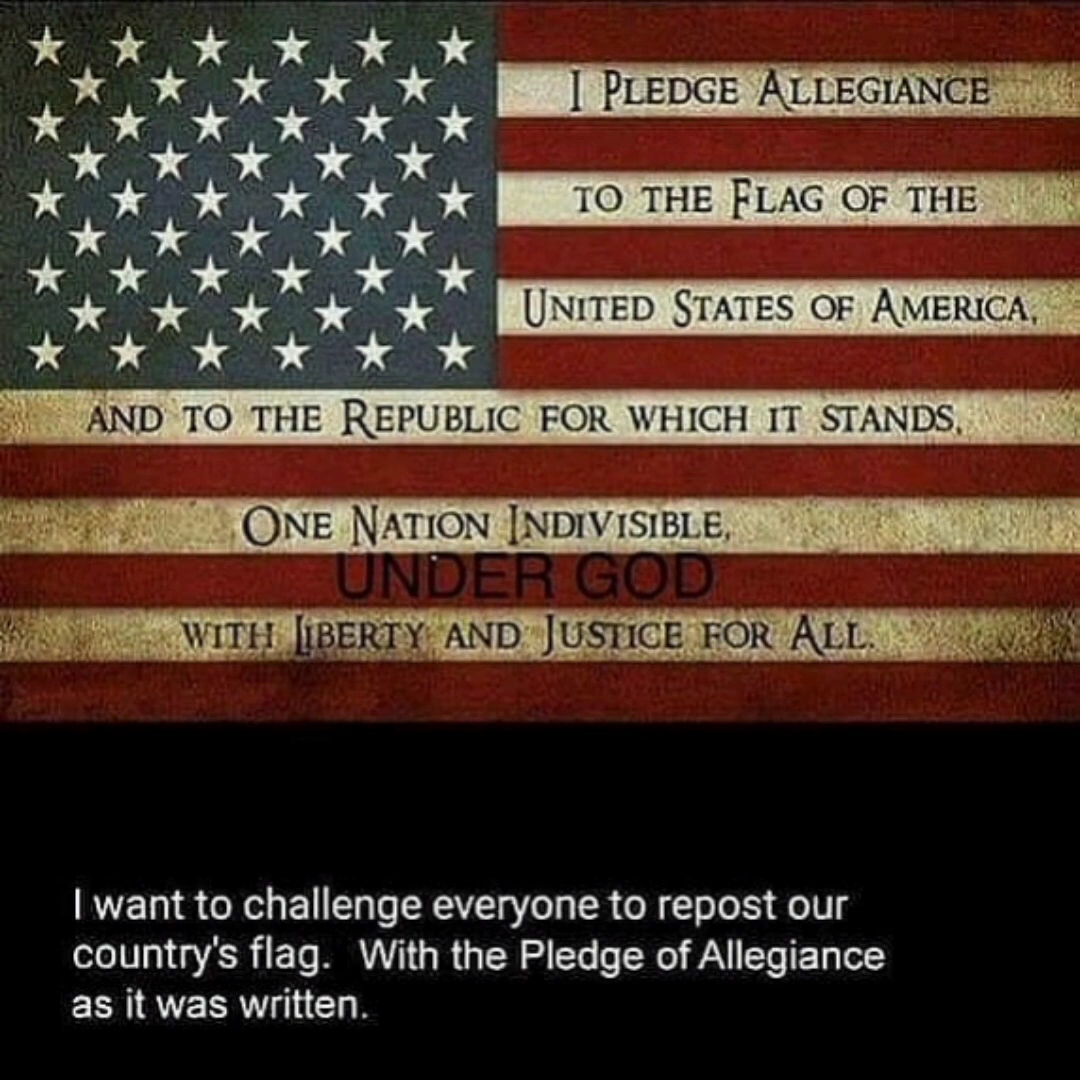 I PLEDGE ALLEGIANCE
TO THE FLAG OF THE
UNITED STATES OF AMERICA,
AND TO THE REPUBLIC FOR WHICH IT STANDS,
ONE NATION INDIVISIBLE,
UNDER GOD
WITH LIBERTY AND JUSTICE FOR ALL.
I want to challenge everyone to repost our
country's flag. With the Pledge of Allegiance
as it was written.